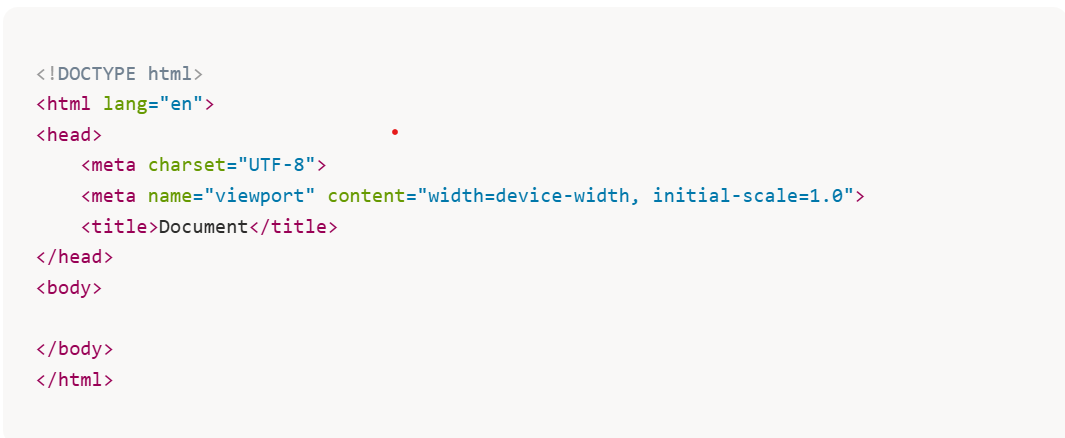 <!DOCTYPE html>
<html lang="en">
<head>
    <meta charset="UTF-8">
    <meta name="viewport" content="width=device-width, initial-scale=1.0">
    <title>Document</title>
</head>
<body>

</body>
</html>